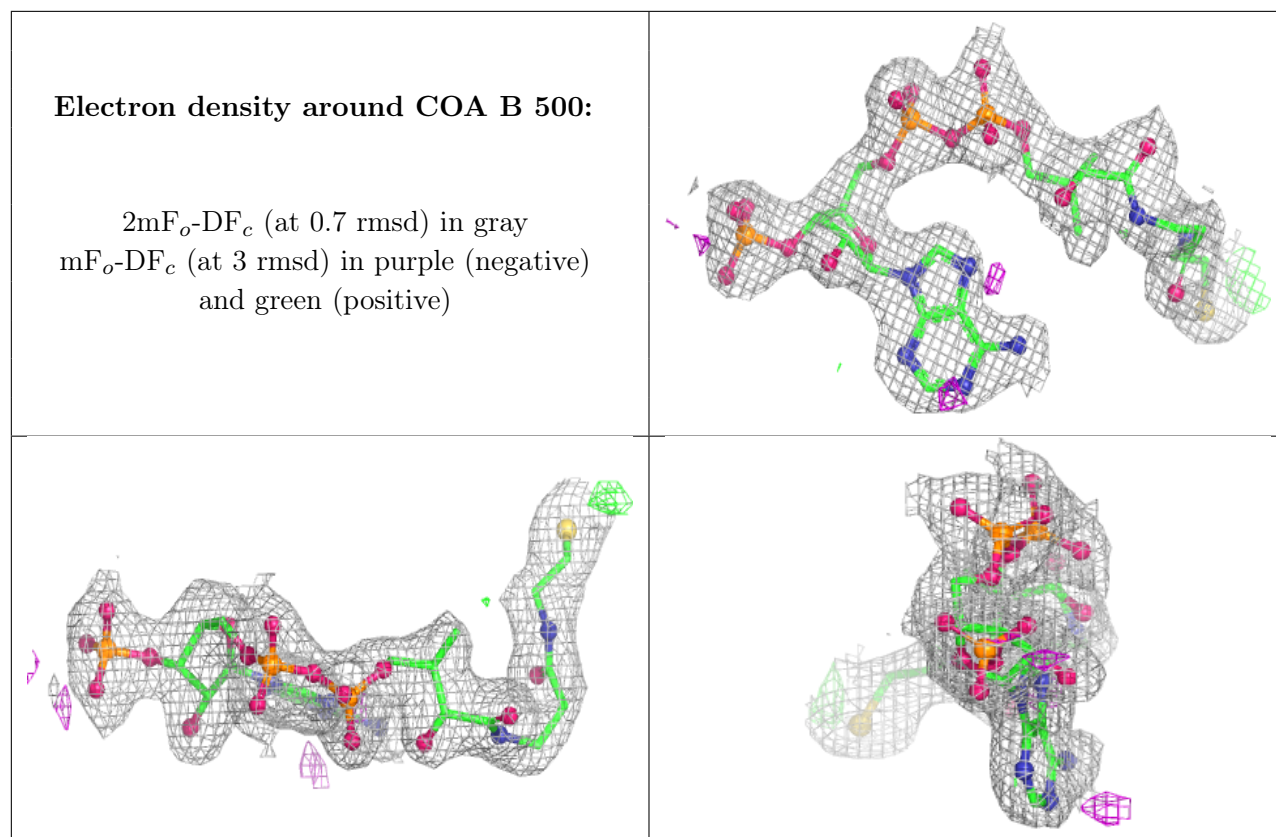 Electron density around COA B 500:
2mFo-DFc (at 0.7 rmsd) in gray
mFo-DFc (at 3 rmsd) in purple (negative)
and green (positive)